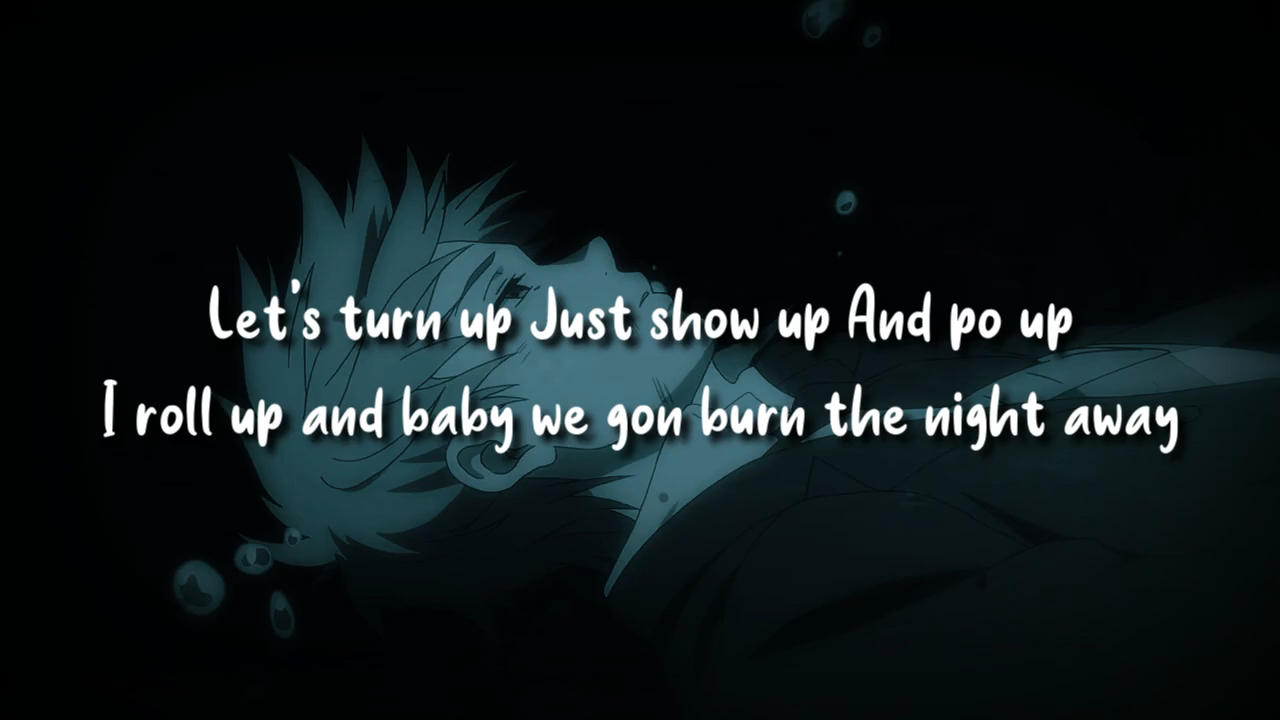 Let's turn up Just show up And po up
I roll up and baby we gon burn the night away